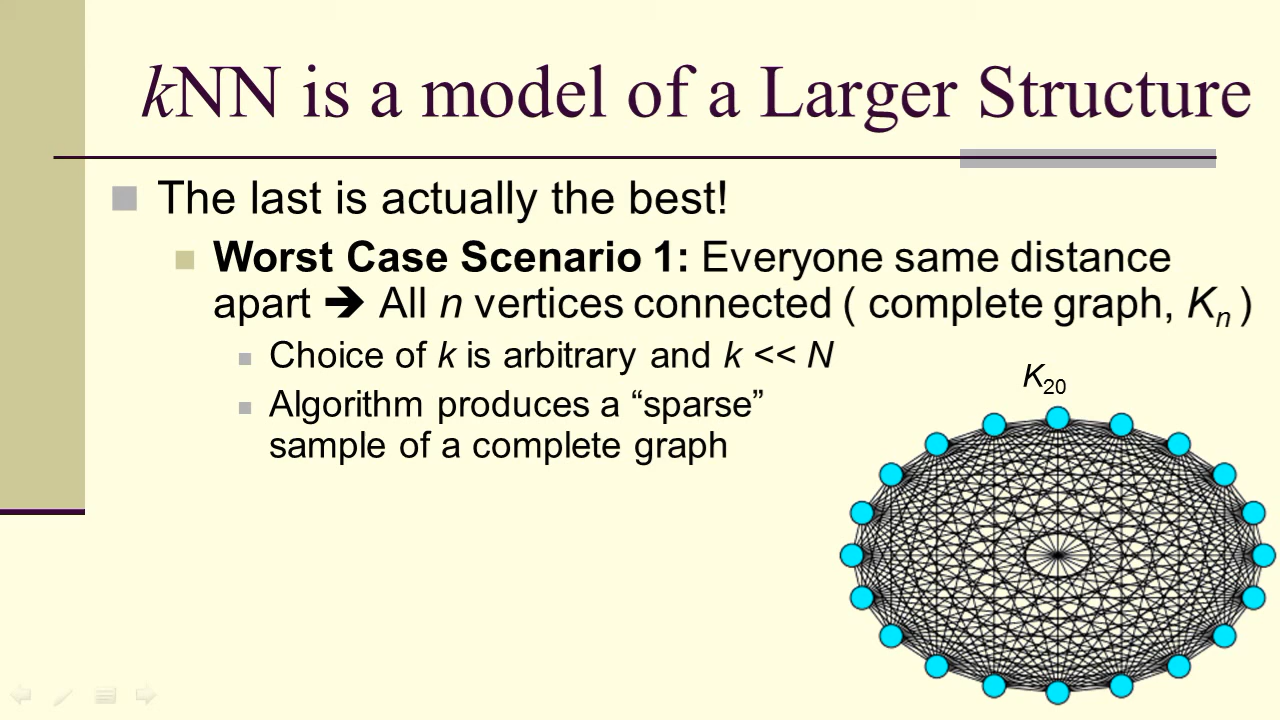 kNN is a model of a Larger Structure
The last is actually the best!
Worst Case Scenario 1: Everyone same distance
apart ➔ All n vertices connected ( complete graph, Kn )
Choice of k is arbitrary and k << N
Algorithm produces a “sparse”
sample of a complete graph
K20